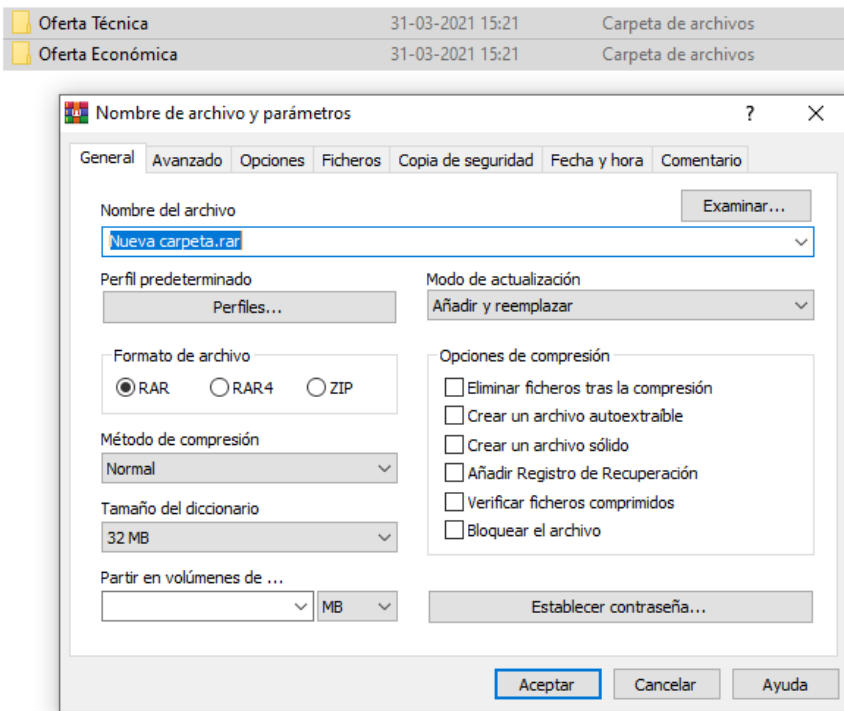 Oferta Técnica 31-03-2021 15:21 Carpeta de archivos
Oferta Económica 31-03-2021 15:21 Carpeta de archivos
Nombre de archivo y parámetros ?
General Avanzado Opciones Ficheros Copia de seguridad Fecha y hora Comentario
Nombre del archivo Examinar...
Nueva carpeta.rar
Perfil predeterminado Modo de actualización
Perfiles... Añadir y reemplazar
Formato de archivo Opciones de compresión
RAR RAR4 ZIP Eliminar ficheros tras la compresión
Crear un archivo autoextraíble
Método de compresión Crear un archivo sólido
Normal Añadir Registro de Recuperación
Tamaño del diccionario Verificar ficheros comprimidos
32 MB Bloquear el archivo
Partir en volúmenes de ...
MB Establecer contraseña...
Aceptar Cancelar Ayuda